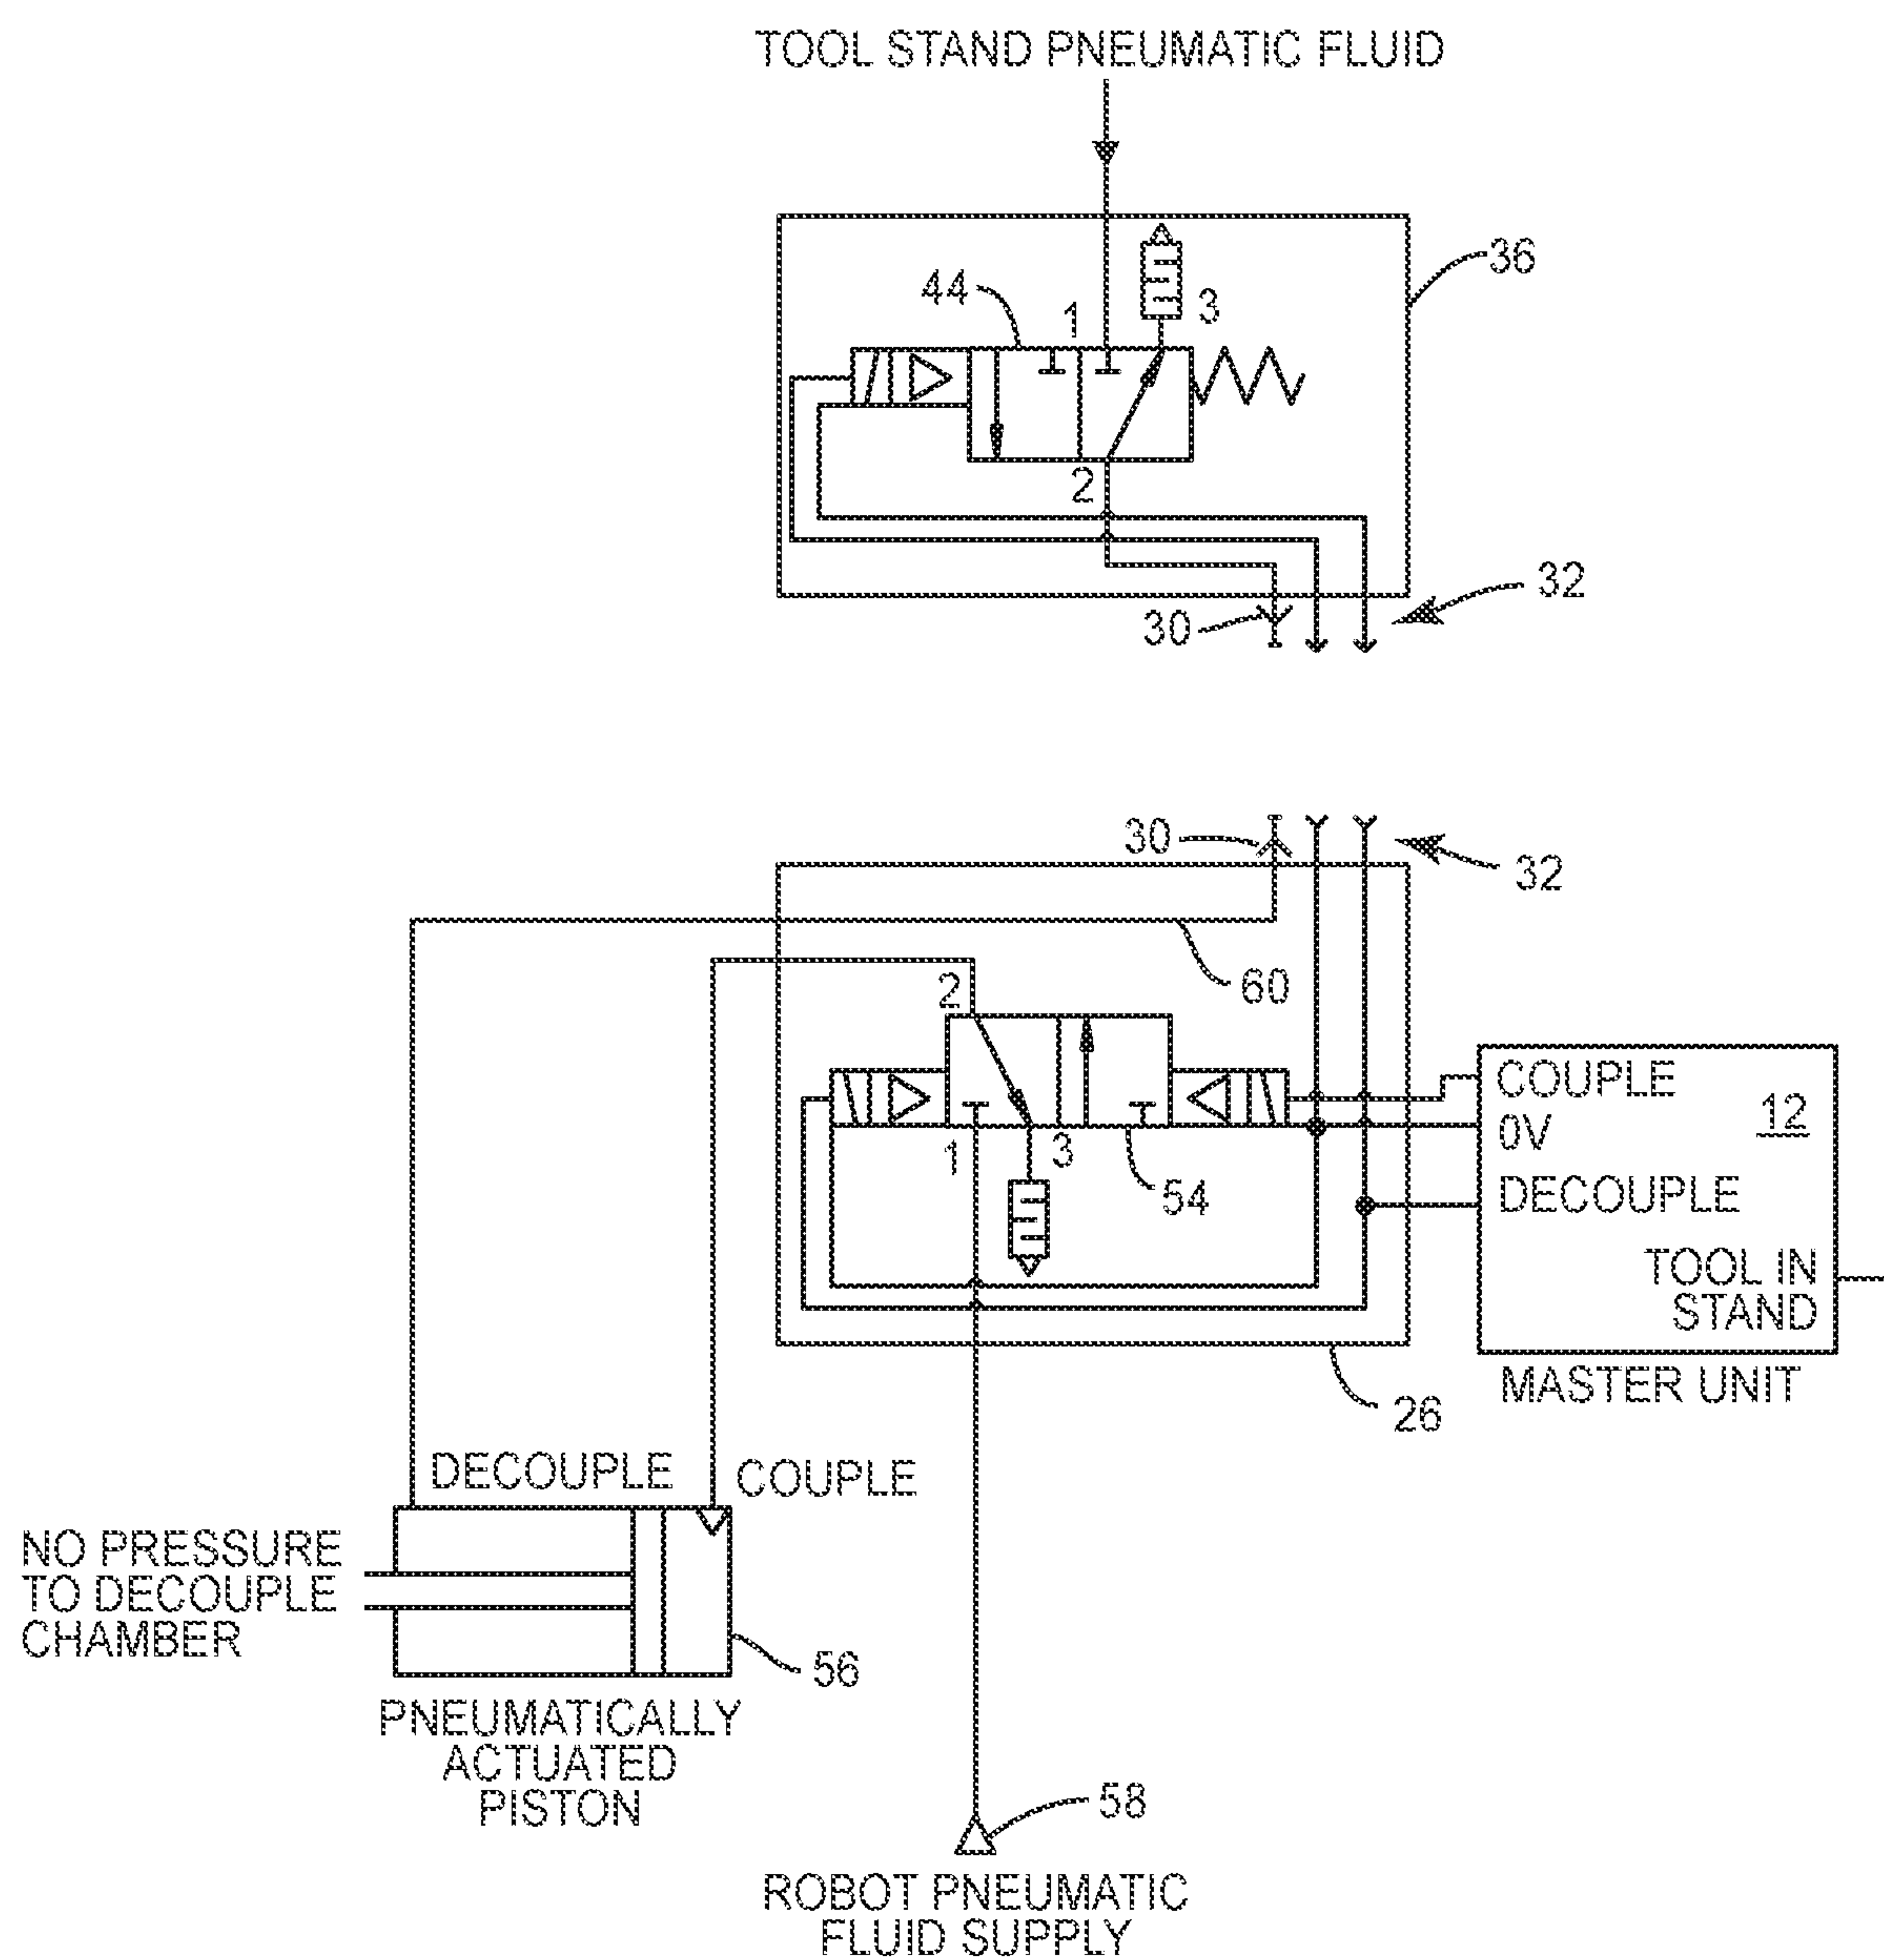 TOOL STAND PNEUMATIC FLUID
36
44
1
3
2
32
30
30
32
60
2
COUPLE
12
0V
1
3
54
DECOUPLE
TOOL IN
STAND
MASTER UNIT
26
DECOUPLE
COUPLE
NO PRESSURE
TO DECOUPLE
CHAMBER
56
PNEUMATICALLY
ACTUATED
PISTON
58
ROBOT PNEUMATIC
FLUID SUPPLY